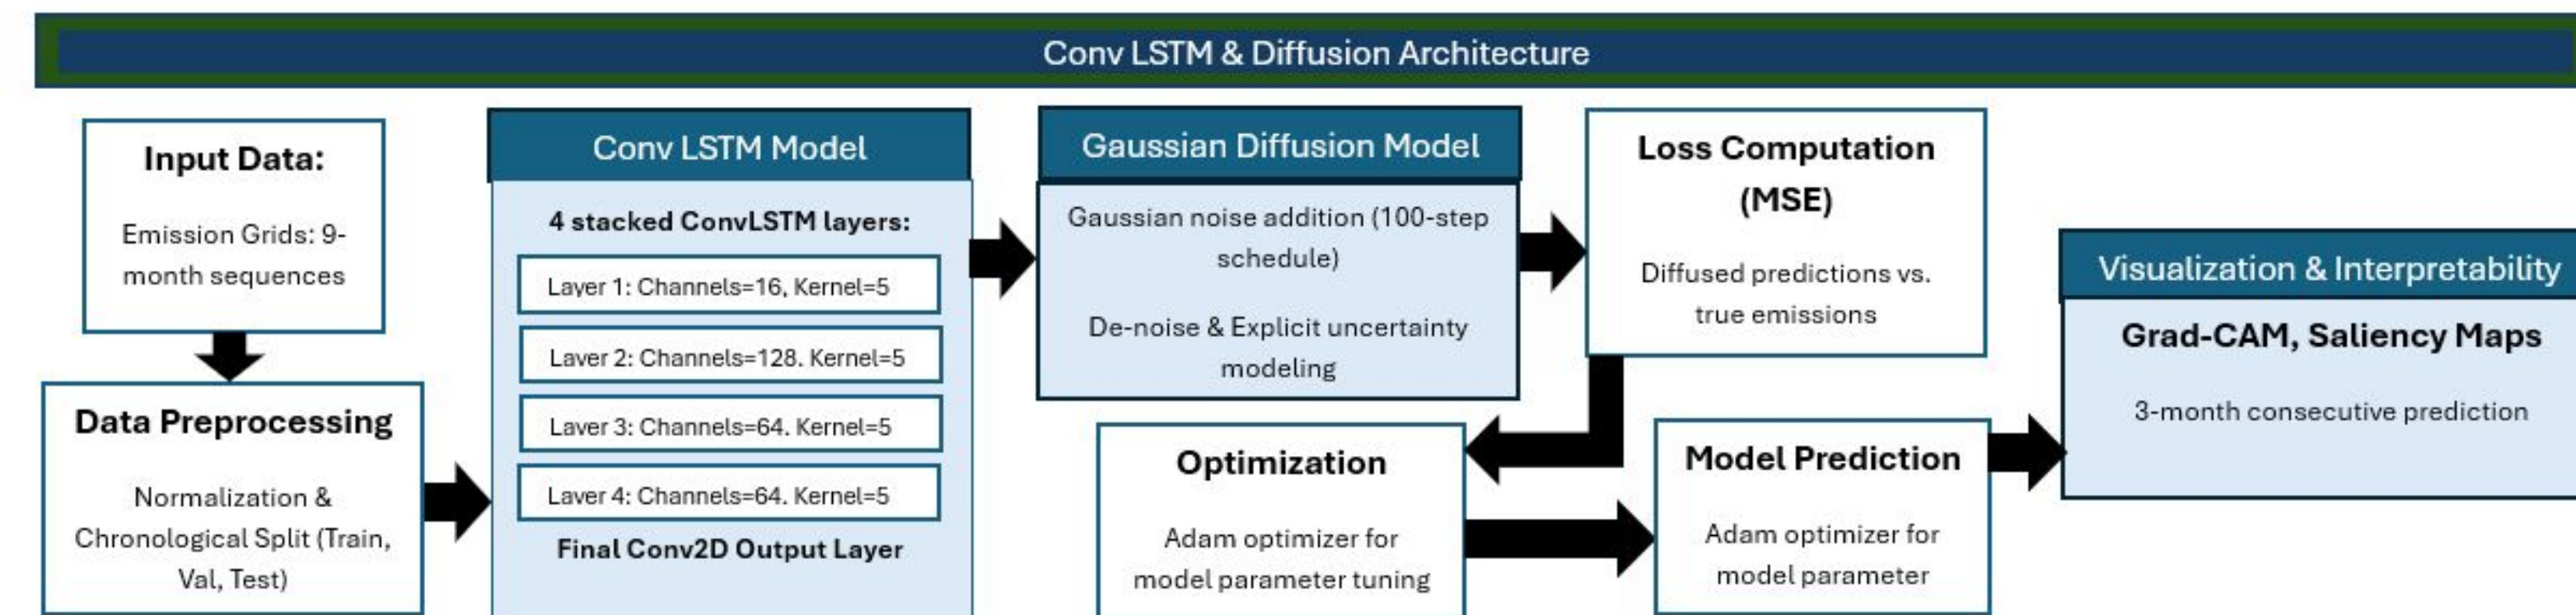 Conv LSTM & Diffusion Architecture
Input Data:
Emission Grids: 9-
month sequences
Data Preprocessing
Normalization &
Chronological Split (Train,
Val, Test)
Conv LSTM Model
4 stacked ConvLSTM layers:
Layer 1: Channels=16, Kernel=5
Layer 2: Channels=128. Kernel=5
Layer 3: Channels=64. Kernel=5
Layer 4: Channels=64. Kernel=5
Final Conv2D Output Layer
Gaussian Diffusion Model
Gaussian noise addition (100-step
schedule)
De-noise & Explicit uncertainty
modeling
Loss Computation
(MSE)
Diffused predictions vs.
true emissions
Optimization
Adam optimizer for
model parameter tuning
Model Prediction
Adam optimizer for
model parameter
Visualization & Interpretability
Grad-CAM, Saliency Maps
3-month consecutive prediction